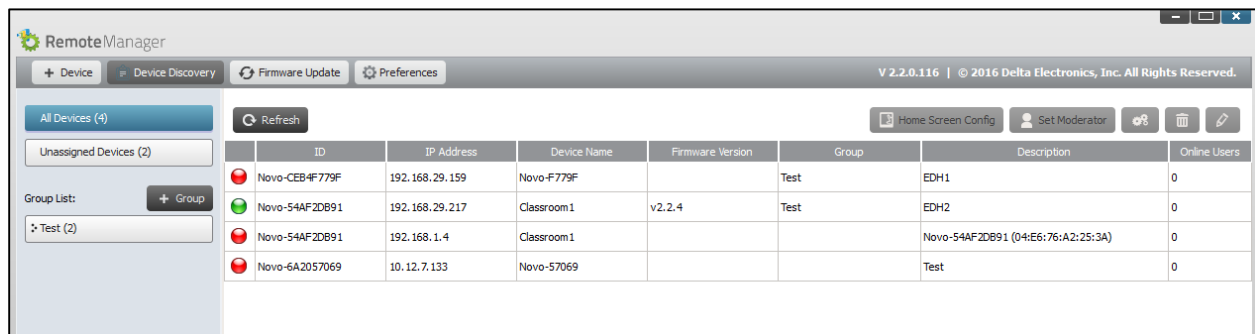 RemoteManager
+ Device Device Discovery Firmware Update Preferences V 2.2.0.116 | © 2016 Delta Electronics, Inc. All Rights Reserved.
All Devices (4)
Unassigned Devices (2)
Group List: + Group
Test (2)
Refresh Home Screen Config Set Moderator
ID IP Address Device Name Firmware Version Group Description Online Users
Novo-CEB4F779F 192.168.29.159 Novo-F779F Test EDH1 0
Novo-54AF2DB91 192.168.29.217 Classroom1 v2.2.4 Test EDH2 0
Novo-54AF2DB91 192.168.1.4 Classroom1 Novo-54AF2DB91 (04:E6:76:A2:25:3A) 0
Novo-6A2057069 10.12.7.133 Novo-57069 Test 0